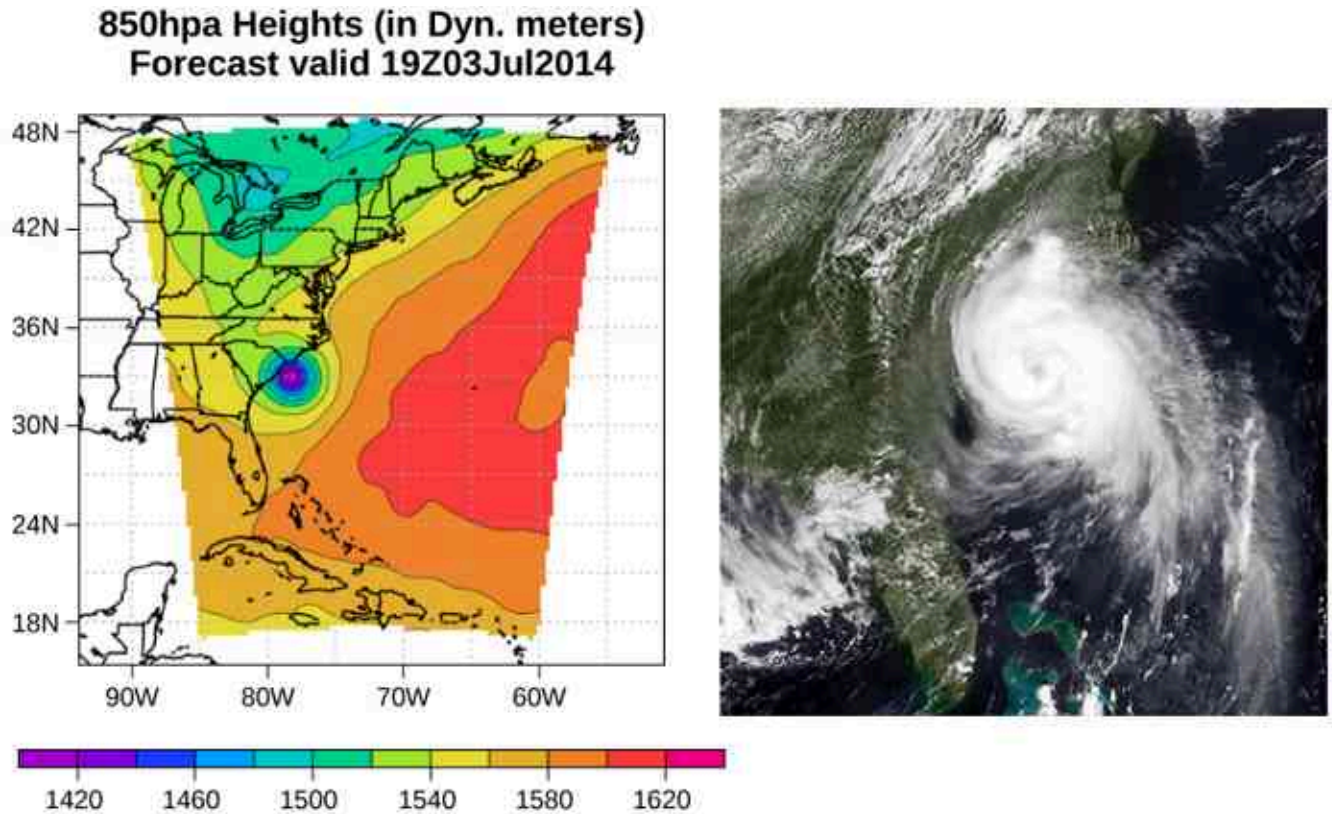 850hpa Heights (in Dyn. meters)
Forecast valid 19Z03Jul2014
48N
42N
36N
30N
24N
18N
90W 80W 70W 60W
1420 1460 1500 1540 1580 1620